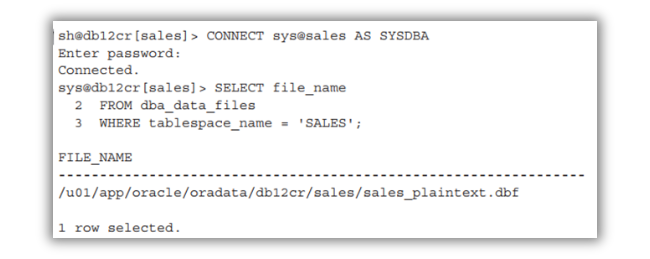 sh@db12cr[sales]> CONNECT sys@sales AS SYSDBA
Enter password:
Connected.
sys@db12cr[sales]> SELECT file_name
  2  FROM dba_data_files
  3  WHERE tablespace_name = 'SALES';

FILE_NAME
----------------------------------------------------------------
/u01/app/oracle/oradata/db12cr/sales/sales_plaintext.dbf

1 row selected.